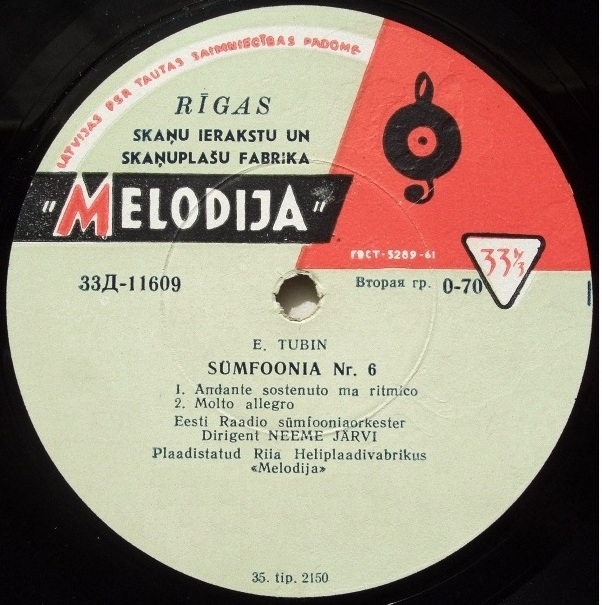 LATVIJAS PSR TAUTAS SAIMNIECĪBAS PADOME
RĪGAS
SKAŅU IERAKSTU UN
SKAŅUPLAŠU FABRIKA
"MELODIJA"
ГОСТ-5289-61
33⅓
33Д-11609
Вторая гр. 0-70
E. TUBIN
SÜMFOONIA Nr. 6
1. Andante sostenuto ma ritmico
2. Molto allegro
Eesti Raadio sümfooniaorkester
Dirigent NEEME JÄRVI
Plaadistatud Riia Heliplaadivabrikus
«Melodija»
35. tip. 2150